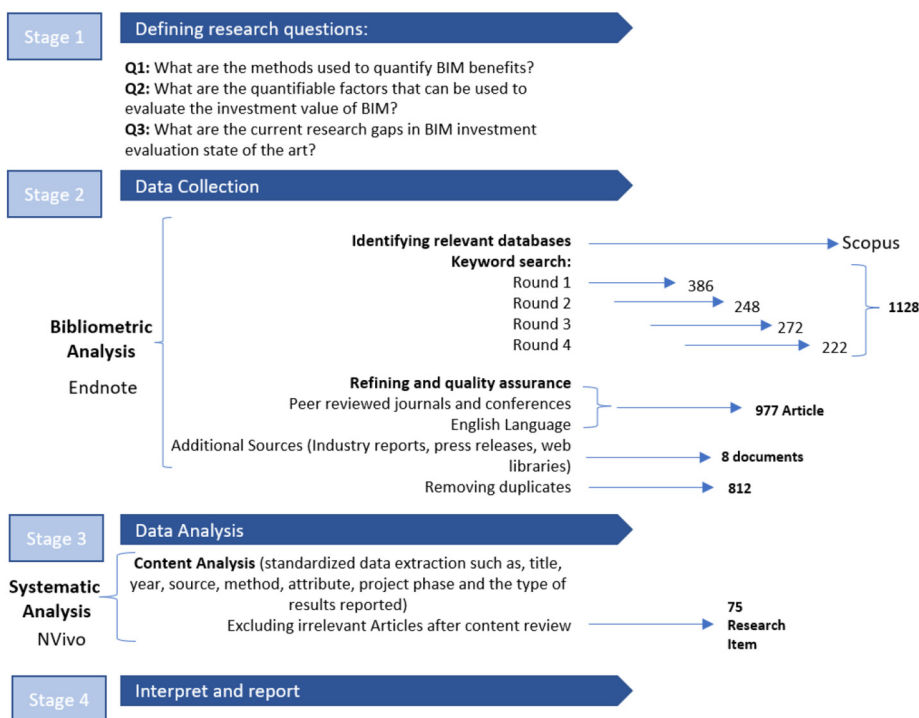 Stage 1
Defining research questions:
Q1: What are the methods used to quantify BIM benefits?
Q2: What are the quantifiable factors that can be used to
evaluate the investment value of BIM?
Q3: What are the current research gaps in BIM investment
evaluation state of the art?
Stage 2
Data Collection
Identifying relevant databases
Scopus
Keyword search:
Round 1
386
Round 2
248
Round 3
272
Round 4
222
1128
Bibliometric
Analysis
Endnote
Refining and quality assurance
Peer reviewed journals and conferences
English Language
977 Article
Additional Sources (Industry reports, press releases, web
libraries)
8 documents
Removing duplicates
812
Stage 3
Data Analysis
Systematic
Analysis
NVivo
Content Analysis (standardized data extraction such as, title,
year, source, method, attribute, project phase and the type of
results reported)
Excluding irrelevant Articles after content review
75
Research
Item
Stage 4
Interpret and report